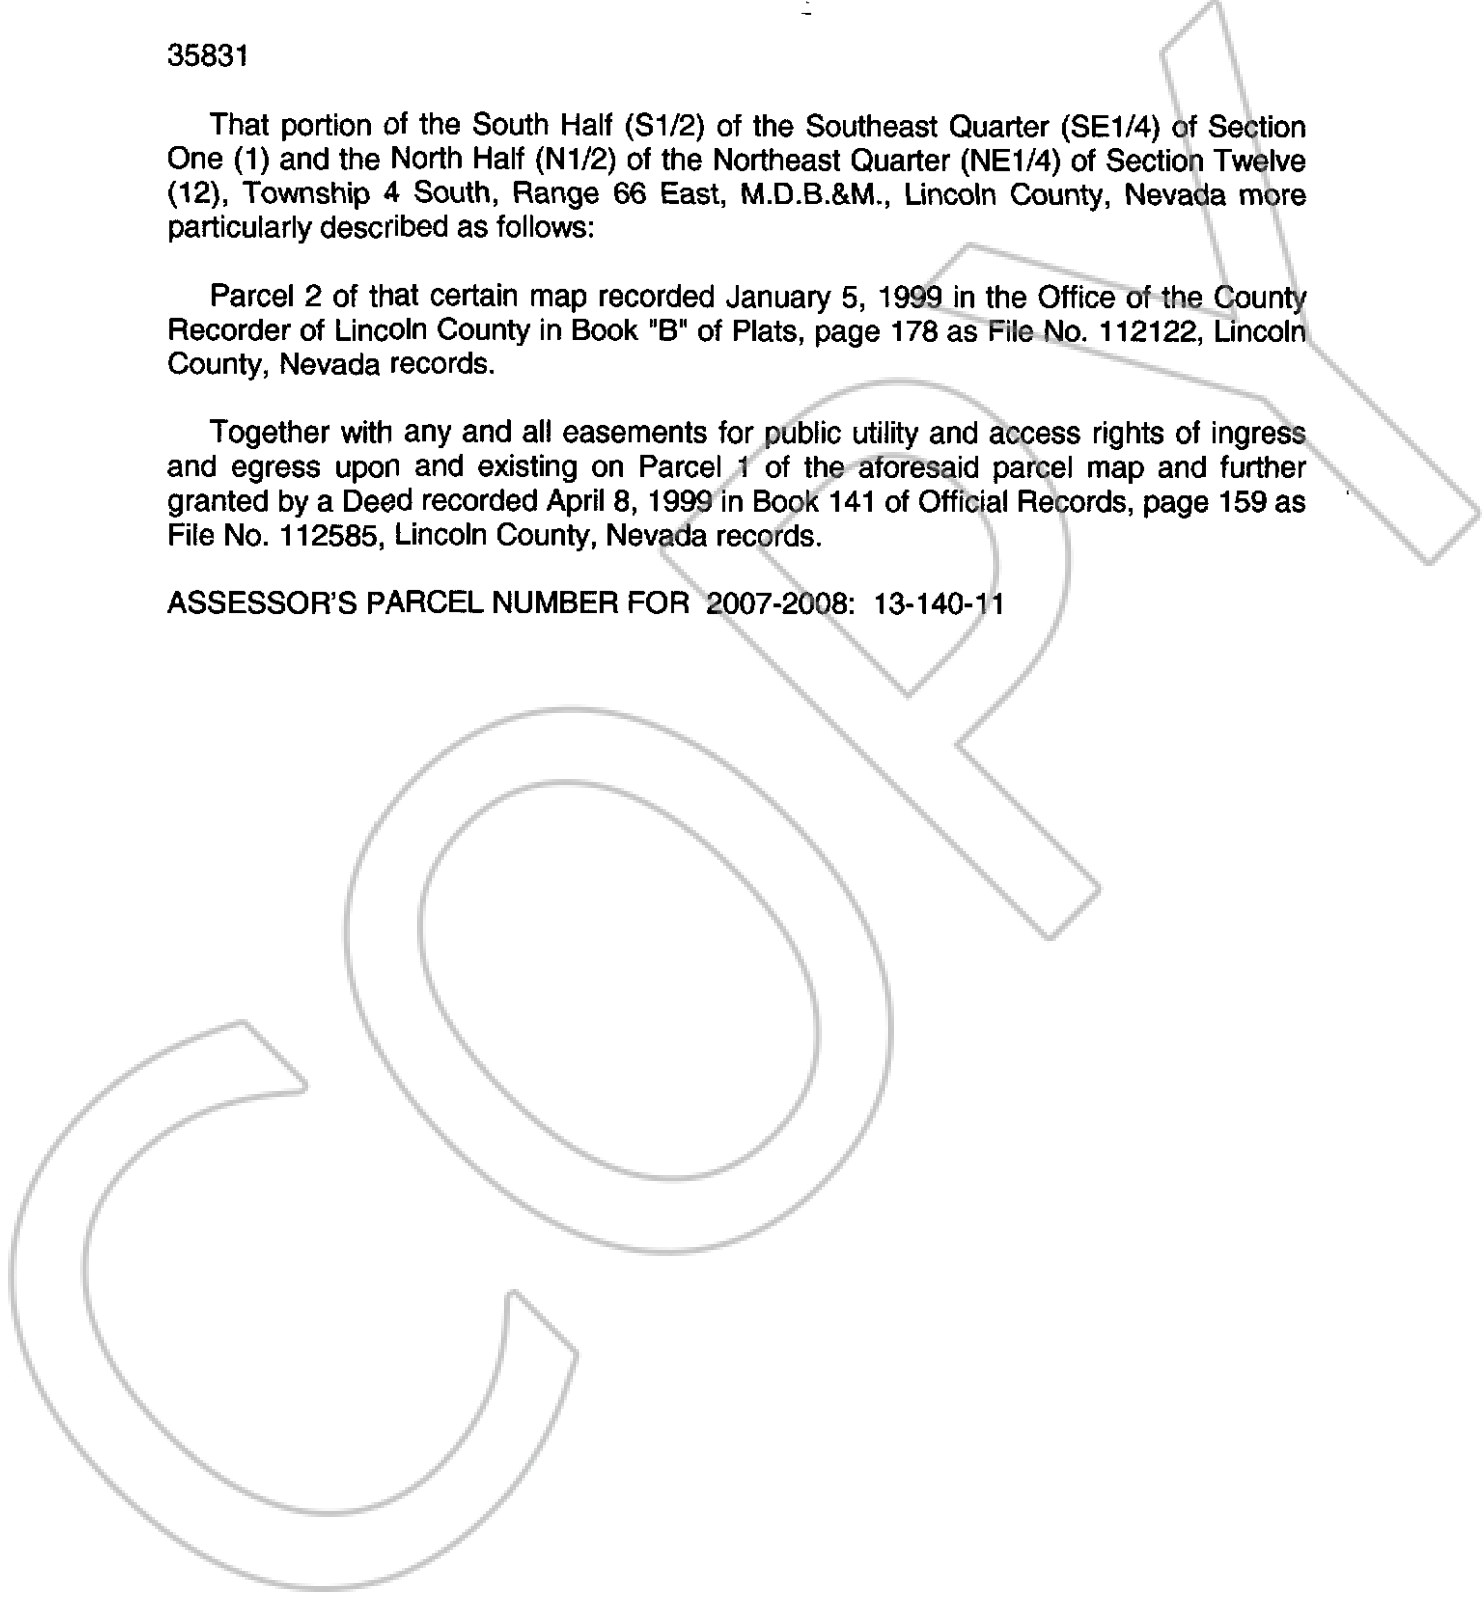 35831
That portion of the South Half (S1/2) of the Southeast Quarter (SE1/4) of Section
One (1) and the North Half (N1/2) of the Northeast Quarter (NE1/4) of Section Twelve
(12), Township 4 South, Range 66 East, M.D.B.&M., Lincoln County, Nevada more
particularly described as follows:
Parcel 2 of that certain map recorded January 5, 1999 in the Office of the County
Recorder of Lincoln County in Book "B" of Plats, page 178 as File No. 112122, Lincoln
County, Nevada records.
Together with any and all easements for public utility and access rights of ingress
and egress upon and existing on Parcel 1 of the aforesaid parcel map and further
granted by a Deed recorded April 8, 1999 in Book 141 of Official Records, page 159 as
File No. 112585, Lincoln County, Nevada records.
ASSESSOR'S PARCEL NUMBER FOR 2007-2008: 13-140-11
COPY